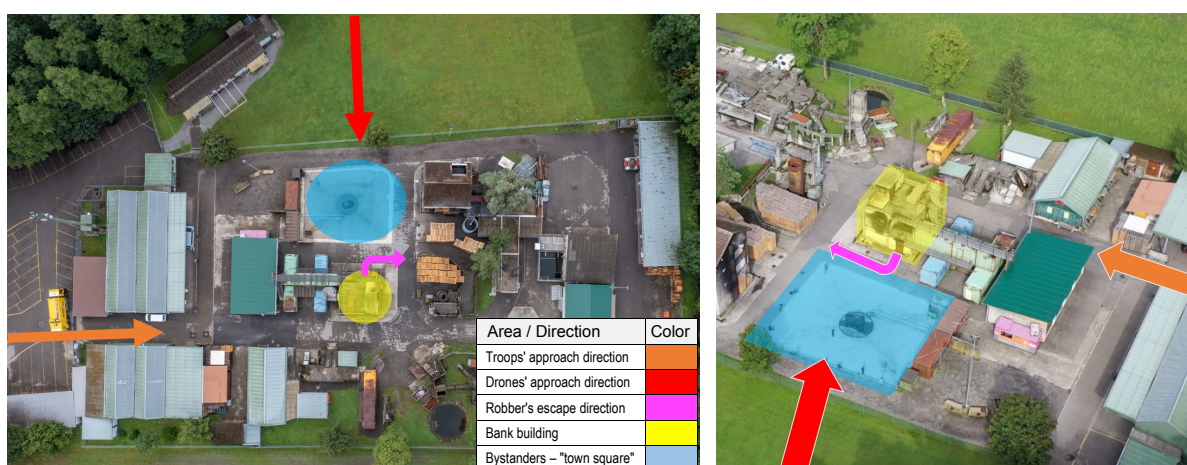 Area / Direction Color
Troops' approach direction
Drones' approach direction
Robber's escape direction
Bank building
Bystanders – "town square"